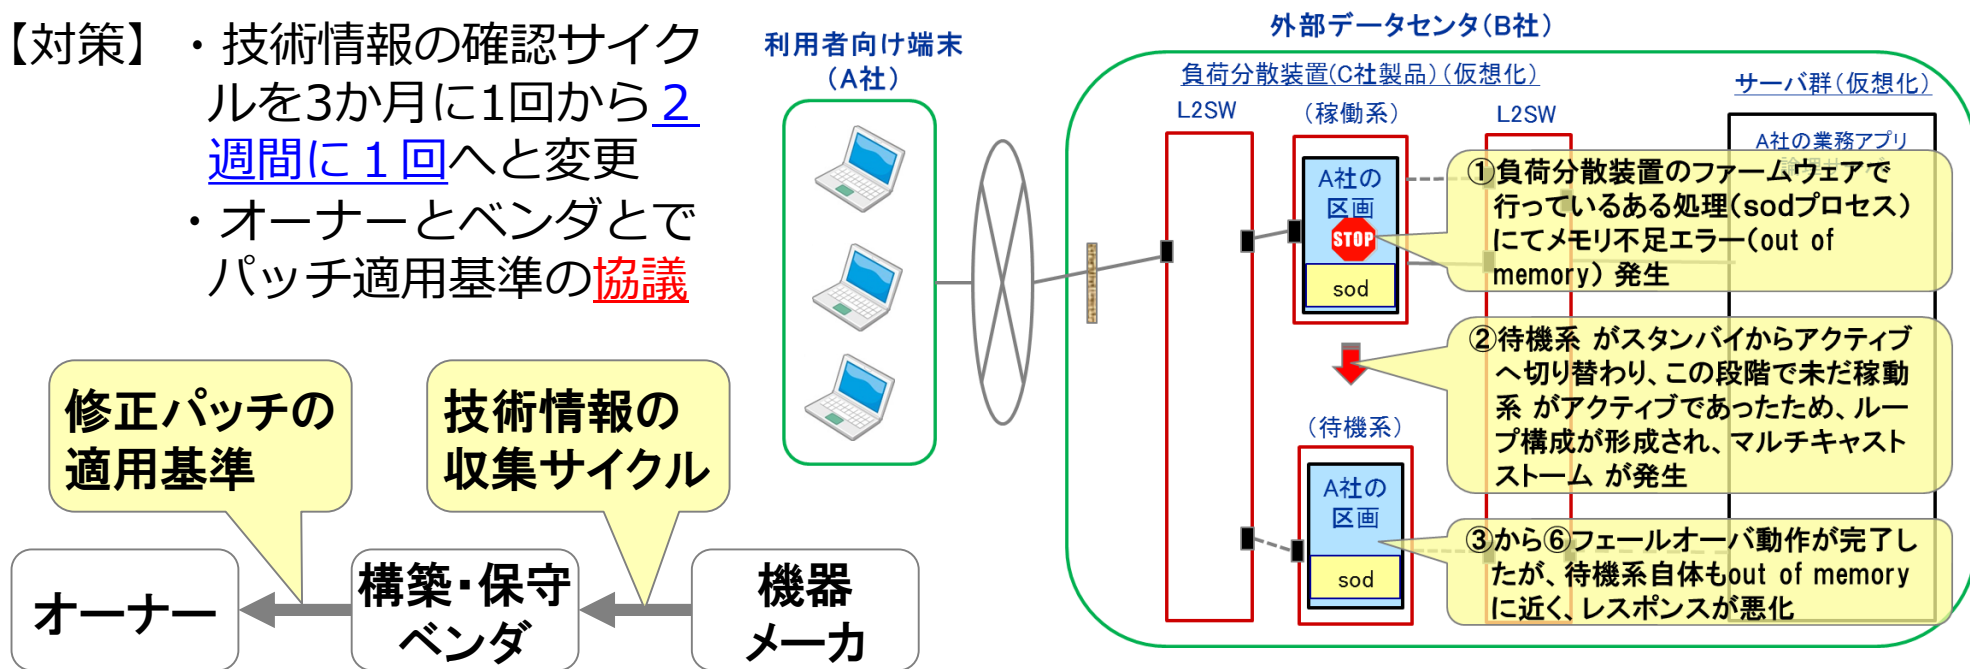 【対策】 ・技術情報の確認サイク
ルを3か月に1回から２
週間に１回へと変更
・オーナーとベンダとで
パッチ適用基準の協議
修正パッチの
適用基準
技術情報の
収集サイクル
オーナー
構築・保守
ベンダ
機器
メーカ
利用者向け端末
（A社）
外部データセンタ（B社）
負荷分散装置（C社製品）（仮想化）
L2SW
（稼働系）
L2SW
サーバ群（仮想化）
A社の業務アプリ
A社の
区画
STOP
sod
①負荷分散装置のファームウェアで
行っているある処理（sodプロセス）
にてメモリ不足エラー（out of
memory） 発生
②待機系 がスタンバイからアクティブ
へ切り替わり、この段階で未だ稼動
系 がアクティブであったため、ルー
プ構成が形成され、マルチキャスト
ストーム が発生
（待機系）
A社の
区画
sod
③から⑥フェールオーバ動作が完了し
たが、待機系自体もout of memory
に近く、レスポンスが悪化